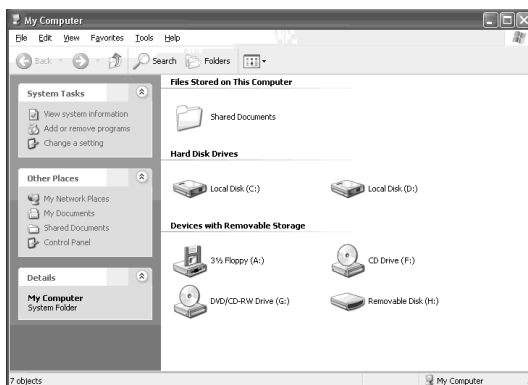 My Computer
File Edit View Favorites Tools Help
Back Search Folders
System Tasks
View system information
Add or remove programs
Change a setting
Other Places
My Network Places
My Documents
Shared Documents
Control Panel
Details
My Computer
System Folder
Files Stored on This Computer
Shared Documents
Hard Disk Drives
Local Disk (C:) Local Disk (D:)
Devices with Removable Storage
3½ Floppy (A:) CD Drive (F:)
DVD/CD-RW Drive (G:) Removable Disk (H:)
7 objects My Computer